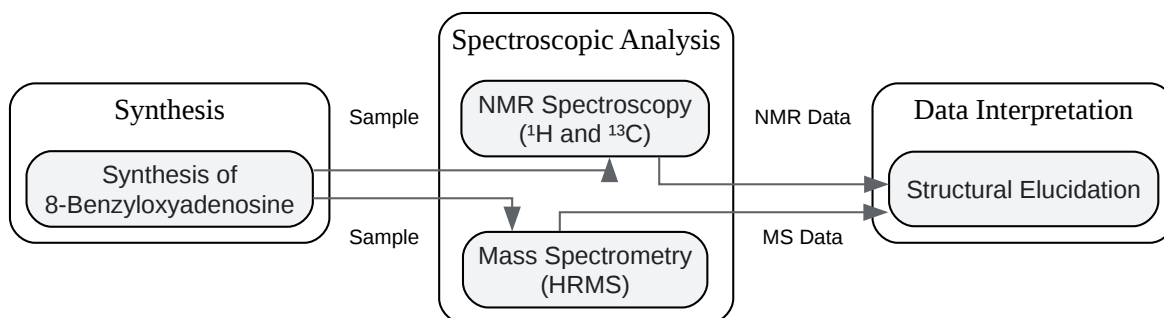 Synthesis
Synthesis of
8-Benzyloxyadenosine
Sample
Sample
Spectroscopic Analysis
NMR Spectroscopy
(¹H and ¹³C)
Mass Spectrometry
(HRMS)
NMR Data
MS Data
Data Interpretation
Structural Elucidation